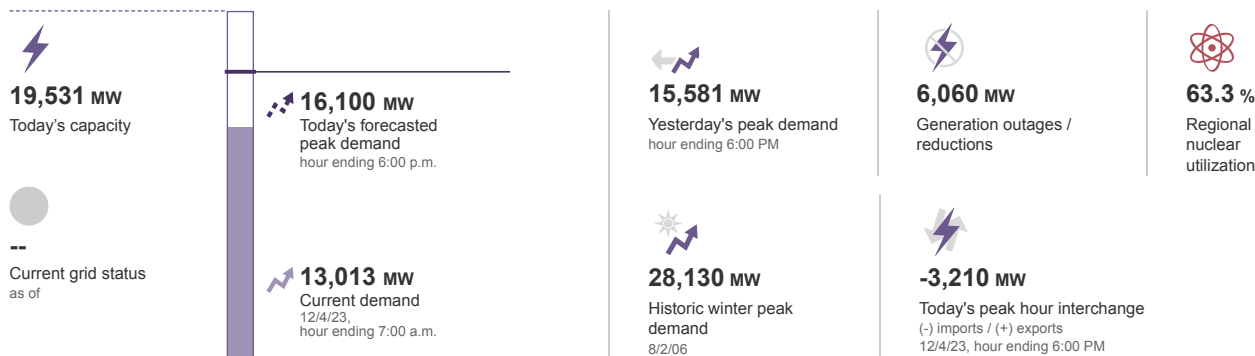 19,531 MW
Today's capacity
--
Current grid status
as of
16,100 MW
Today's forecasted
peak demand
hour ending 6:00 p.m.
13,013 MW
Current demand
12/4/23,
hour ending 7:00 a.m.
15,581 MW
Yesterday's peak demand
hour ending 6:00 PM
6,060 MW
Generation outages /
reductions
63.3 %
Regional
nuclear
utilization
28,130 MW
Historic winter peak
demand
8/2/06
-3,210 MW
Today's peak hour interchange
(-) imports / (+) exports
12/4/23, hour ending 6:00 PM